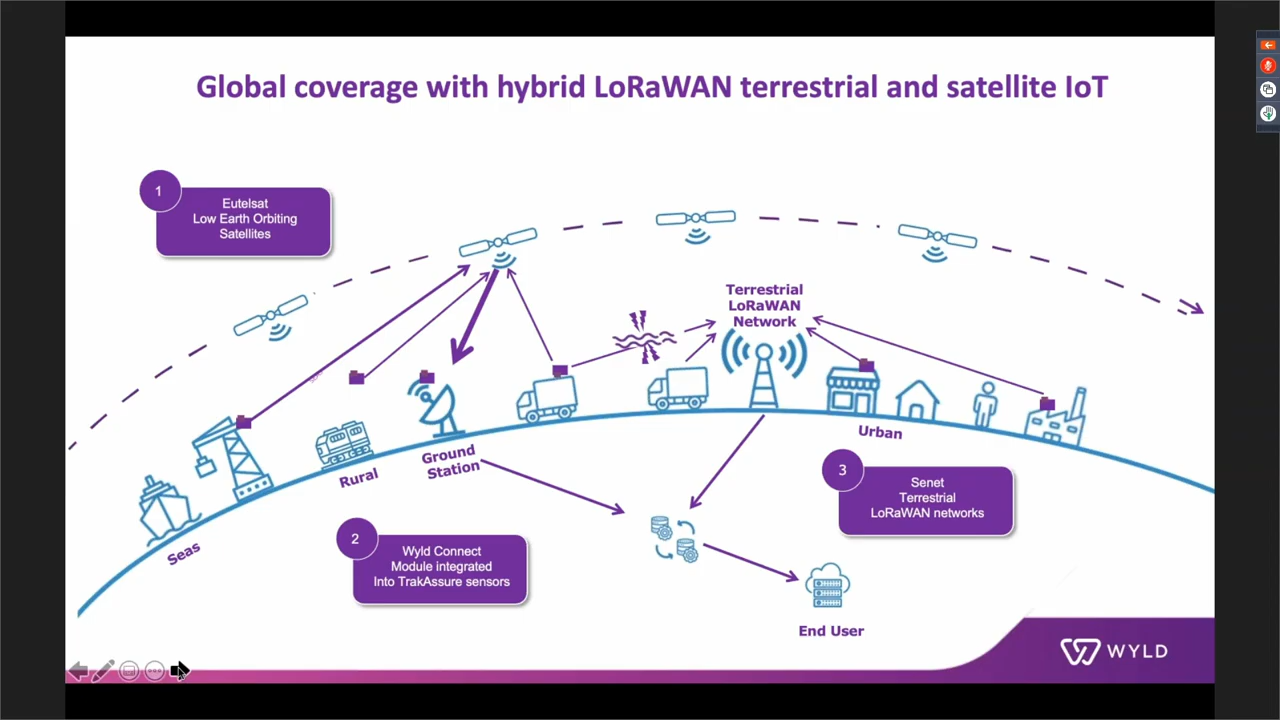 Global coverage with hybrid LoRaWAN terrestrial and satellite IoT
1
Eutelsat
Low Earth Orbiting
Satellites
Terrestrial
LoRaWAN
Network
Seas
Rural
Ground
Station
Urban
2
Wyld Connect
Module integrated
Into TrakAssure sensors
3
Senet
Terrestrial
LoRaWAN networks
End User
WYLD